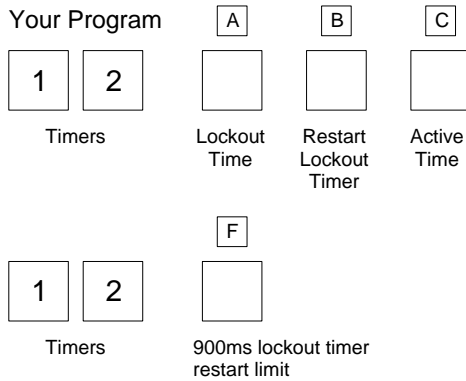 Your Program A B C
1 2
Timers Lockout Time Restart Lockout Timer Active Time
F
1 2
Timers 900ms lockout timer restart limit